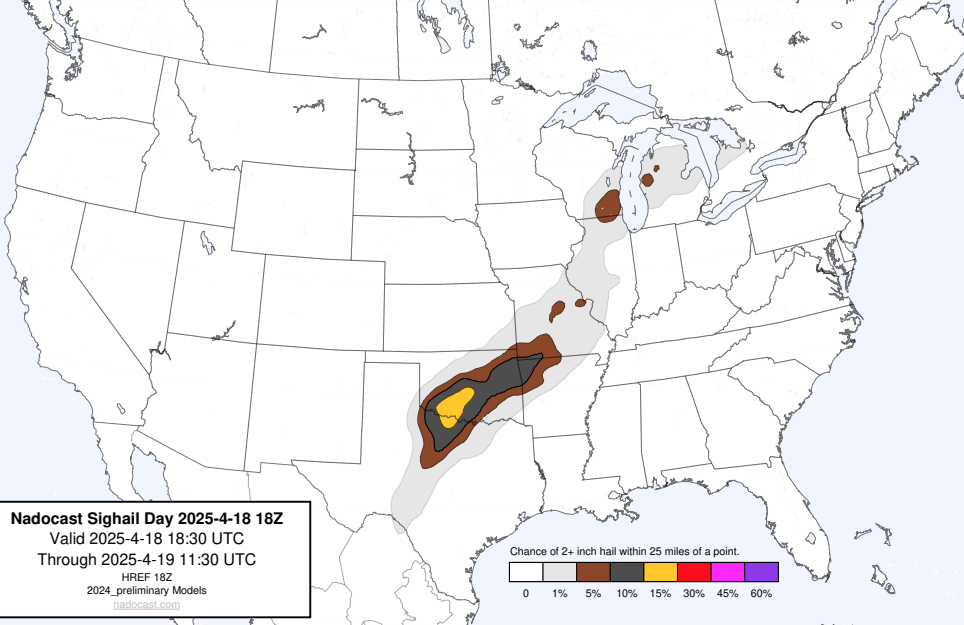 Nadocast Sighail Day 2025-4-18 18Z
Valid 2025-4-18 18:30 UTC
Through 2025-4-19 11:30 UTC
HREF 18Z
2024_preliminary Models
nadocast.com
Chance of 2+ inch hail within 25 miles of a point.
0 1% 5% 10% 15% 30% 45% 60%